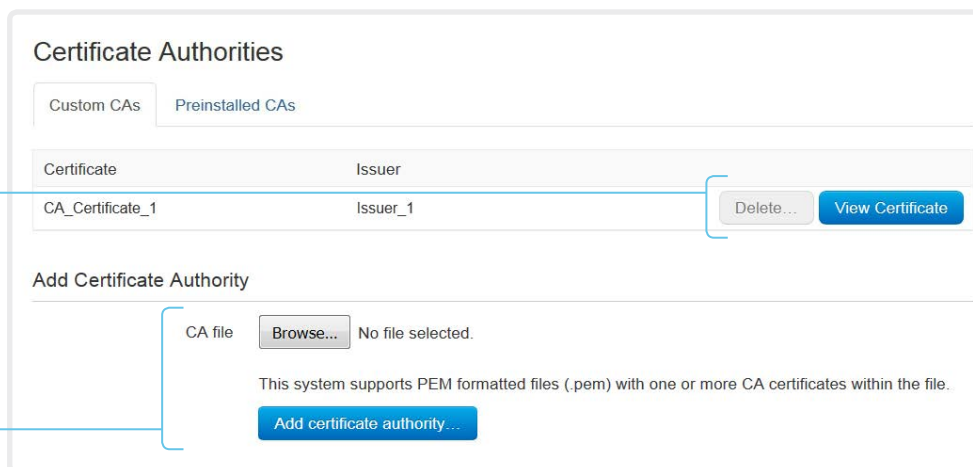 Certificate Authorities
Custom CAs Preinstalled CAs
Certificate Issuer
CA_Certificate_1 Issuer_1 Delete... View Certificate
Add Certificate Authority
CA file Browse... No file selected.
This system supports PEM formatted files (.pem) with one or more CA certificates within the file.
Add certificate authority...